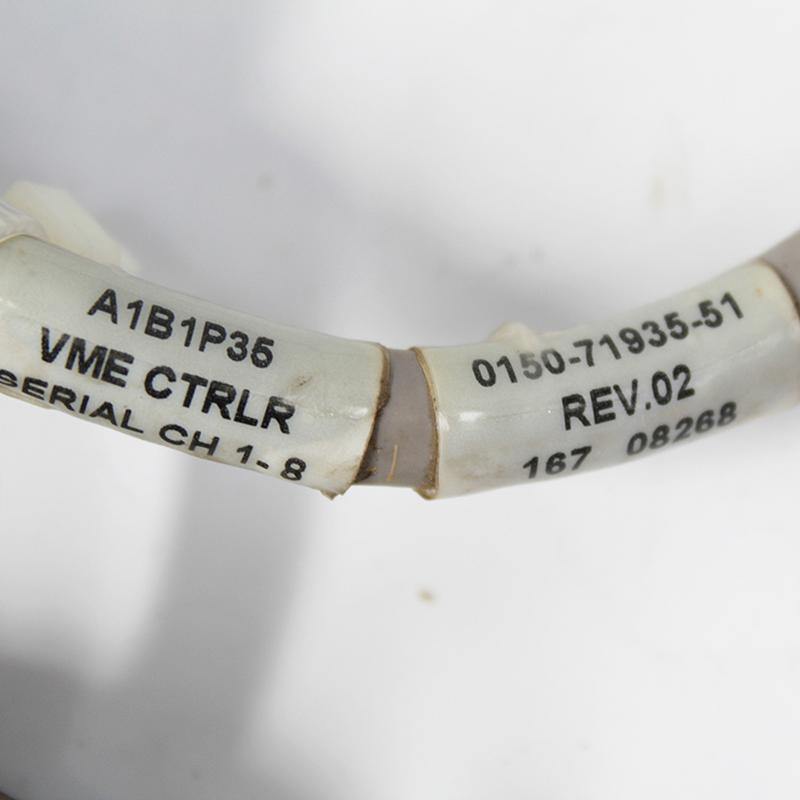 A1B1P35
VME CTRLR
SERIAL CH 1-8
0150-71935-51
REV.02
167 08268